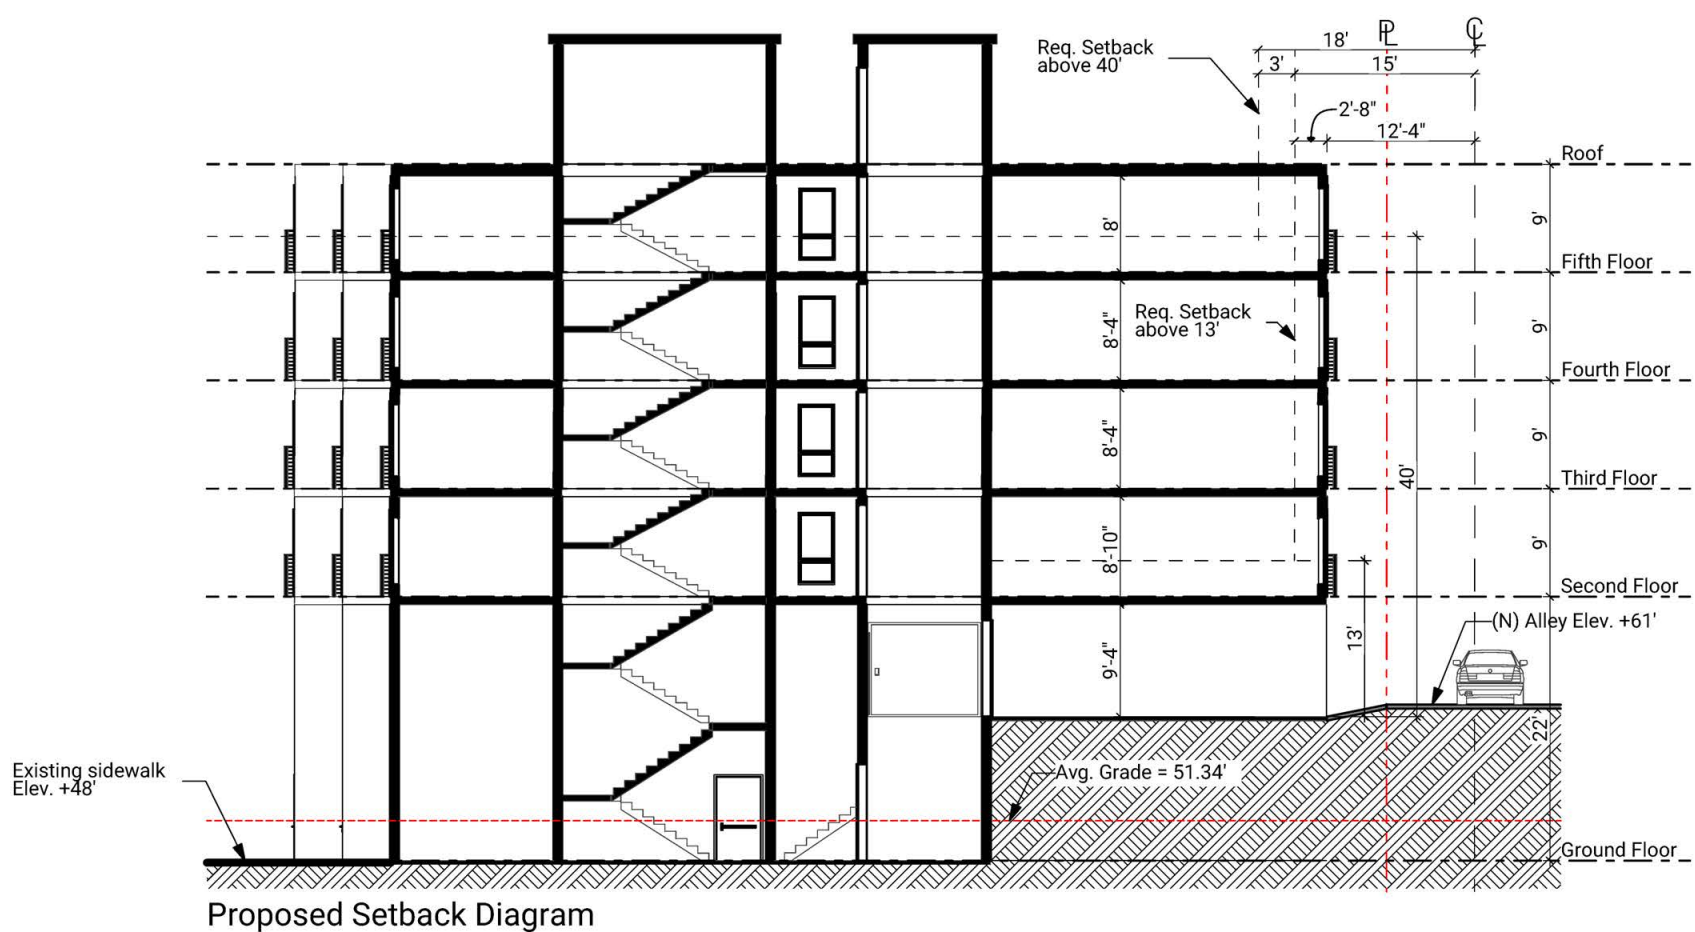 18'
PL
CL
Req. Setback
above 40'
3'
15'
2'-8"
12'-4"
Roof
8'
9'
Fifth Floor
Req. Setback
above 13'
8'-4"
9'
Fourth Floor
8'-4"
9'
40'
Third Floor
8'-10"
9'
Second Floor
(N) Alley Elev. +61'
13'
9'-4"
22'
Existing sidewalk
Elev. +48'
Avg. Grade = 51.34'
Ground Floor
Proposed Setback Diagram